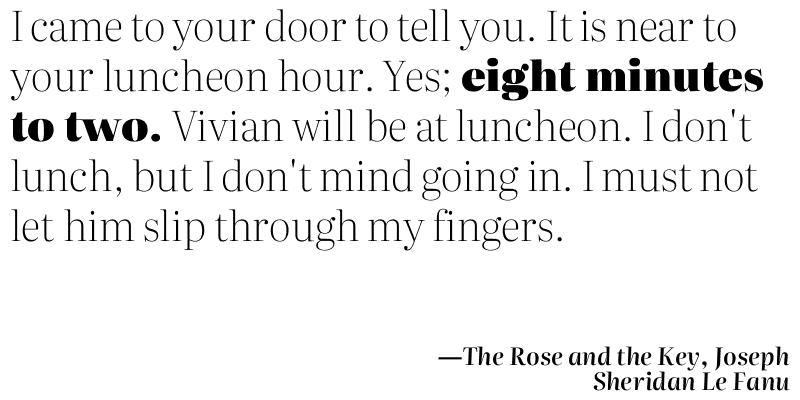 I came to your door to tell you. It is near to
your luncheon hour. Yes; eight minutes
to two. Vivian will be at luncheon. I don't
lunch, but I don't mind going in. I must not
let him slip through my fingers.
—The Rose and the Key, Joseph
Sheridan Le Fanu